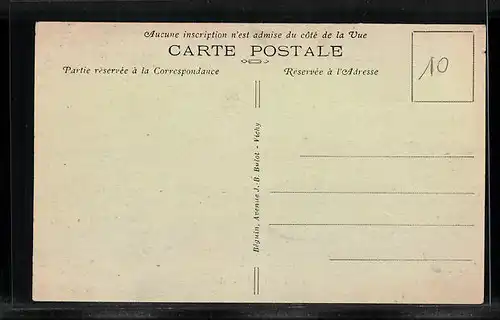 Aucune inscription n'est admise du côté de la Vue
CARTE POSTALE
Partie réservée à la Correspondance
Réservée à l'Adresse
10
Béguin, Avenue J.-B. Bulot - Vichy